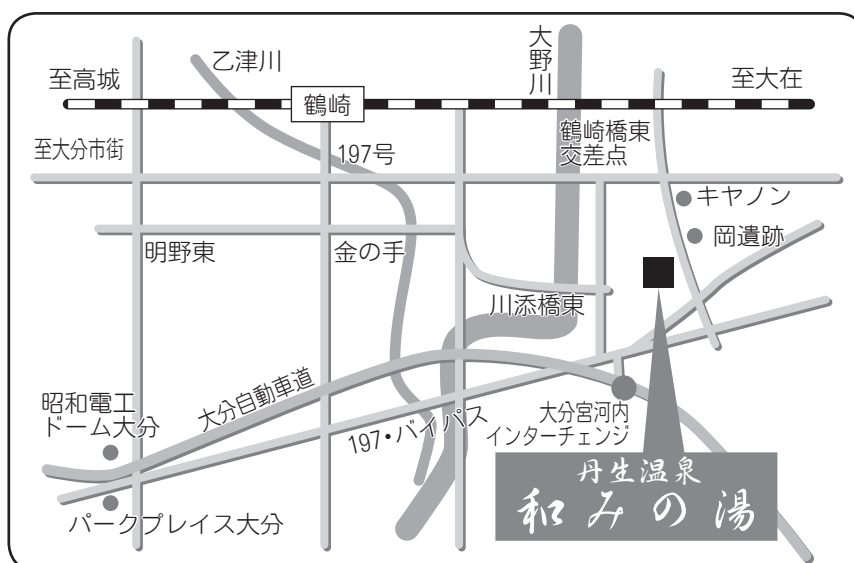 乙津川
大野川
至高城
鶴崎
至大在
至大分市街
197号
鶴崎橋東
交差点
キヤノン
岡遺跡
明野東
金の手
川添橋東
昭和電工
ドーム大分
大分自動車道
197・バイパス
大分宮河内
インターチェンジ
パークプレイス大分
丹生温泉
和みの湯